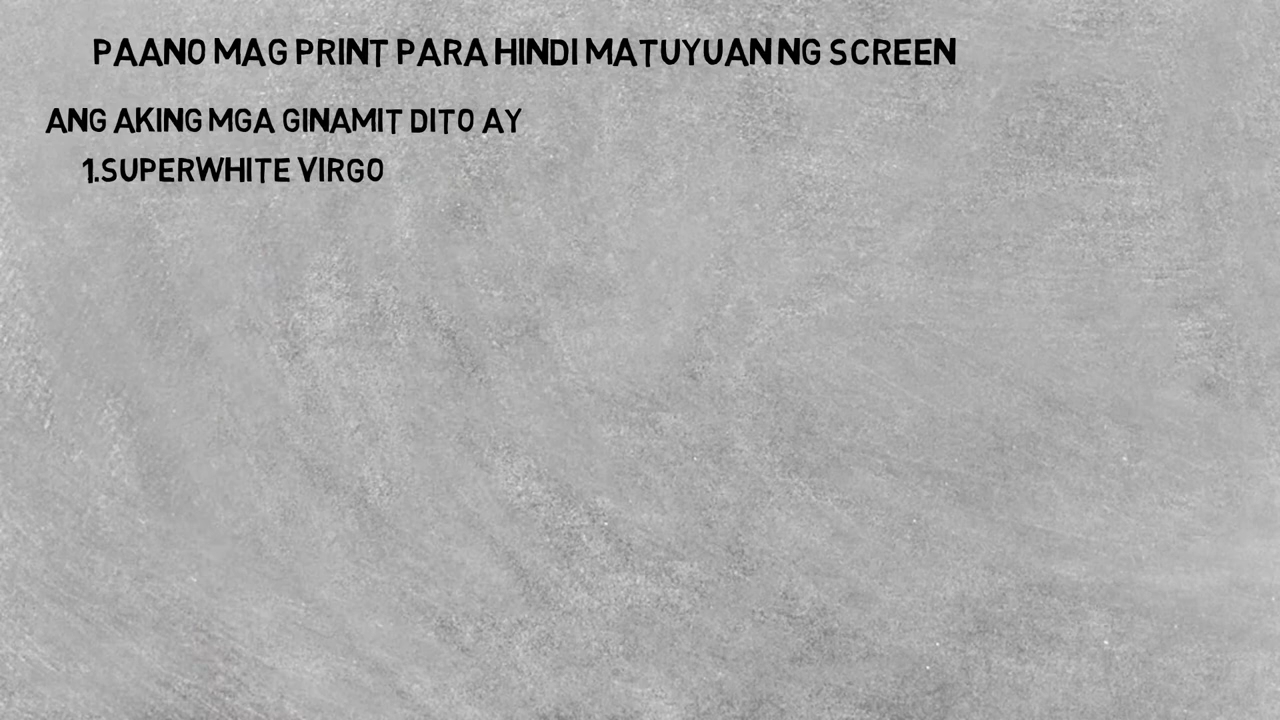 PAANO MAG PRINT PARA HINDI MATUYUAN NG SCREEN
ANG AKING MGA GINAMIT DITO AY
1.SUPERWHITE VIRGO